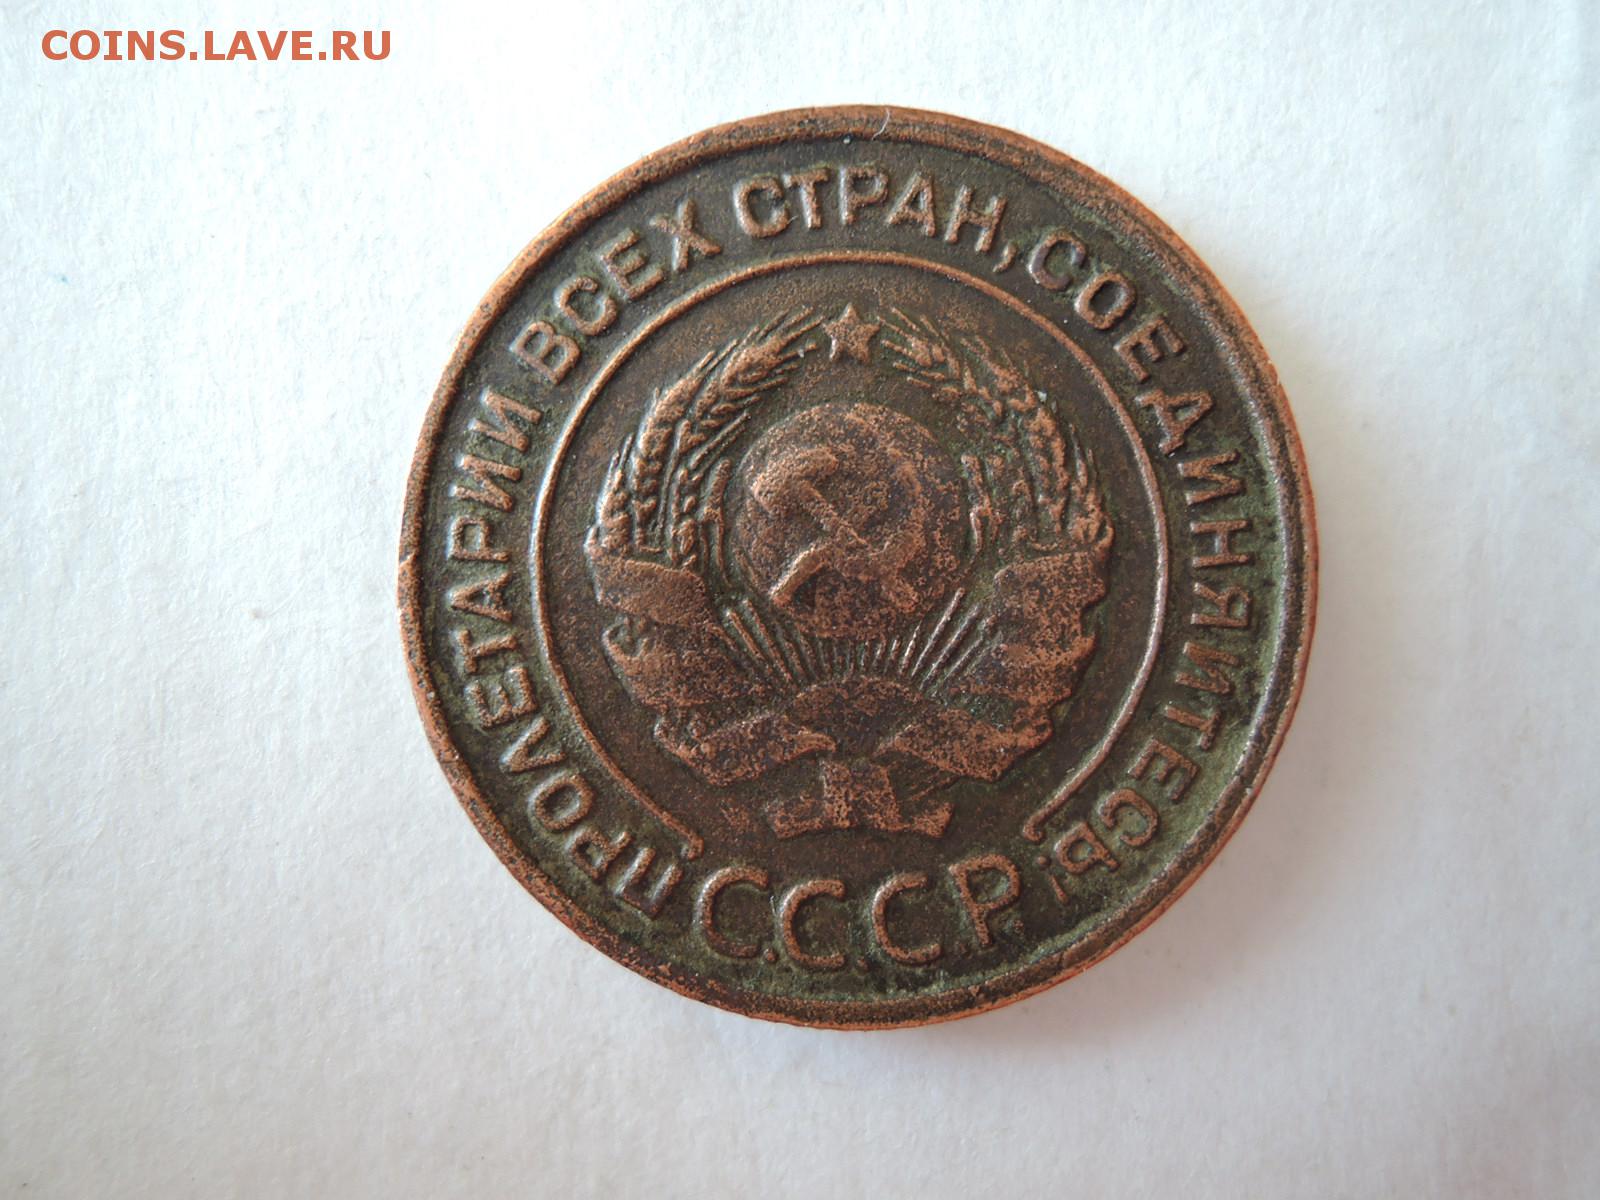 COINS.LAVE.RU
ПРОЛЕТАРИИ ВСЕХ СТРАН, СОЕДИНЯЙТЕСЬ!
С.С.С.Р.